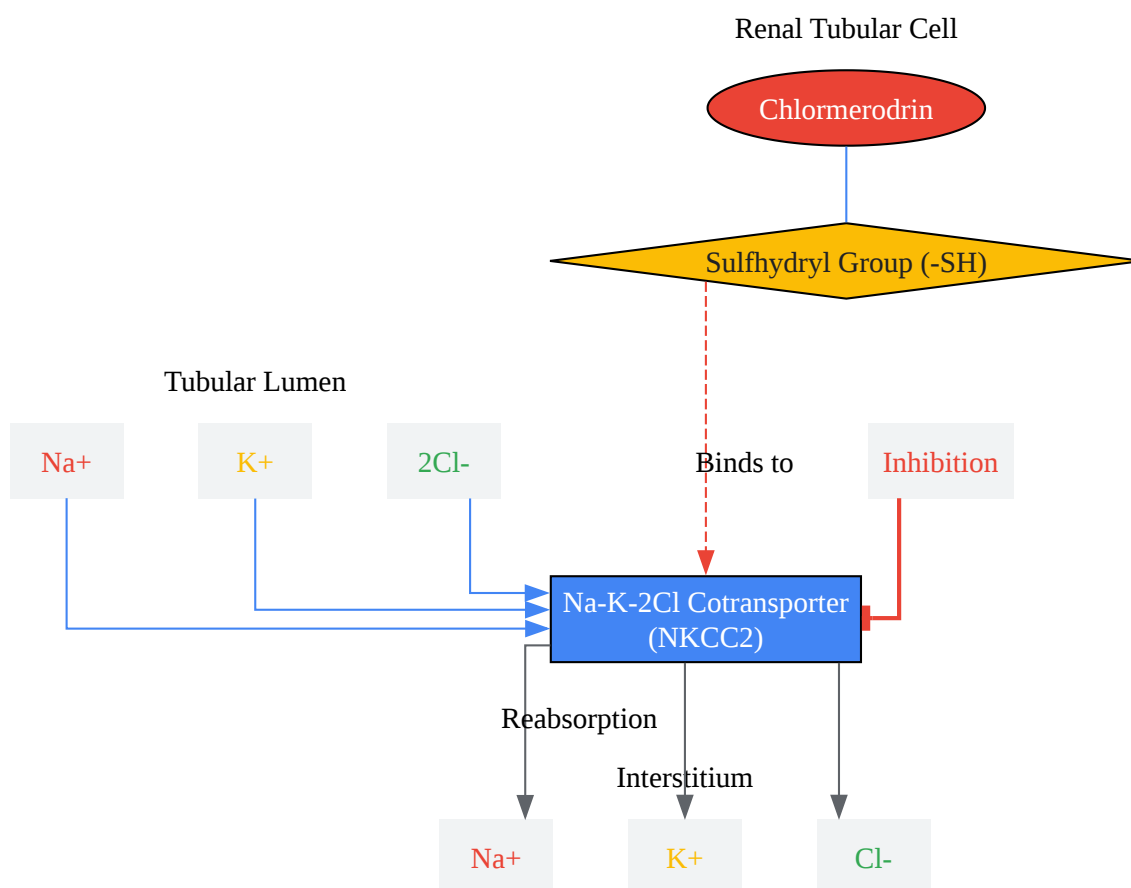 Renal Tubular Cell
Chlormerodrin
Sulfhydryl Group (-SH)
Tubular Lumen
Na+
K+
2Cl-
Binds to
Inhibition
Na-K-2Cl Cotransporter
(NKCC2)
Reabsorption
Interstitium
Na+
K+
Cl-